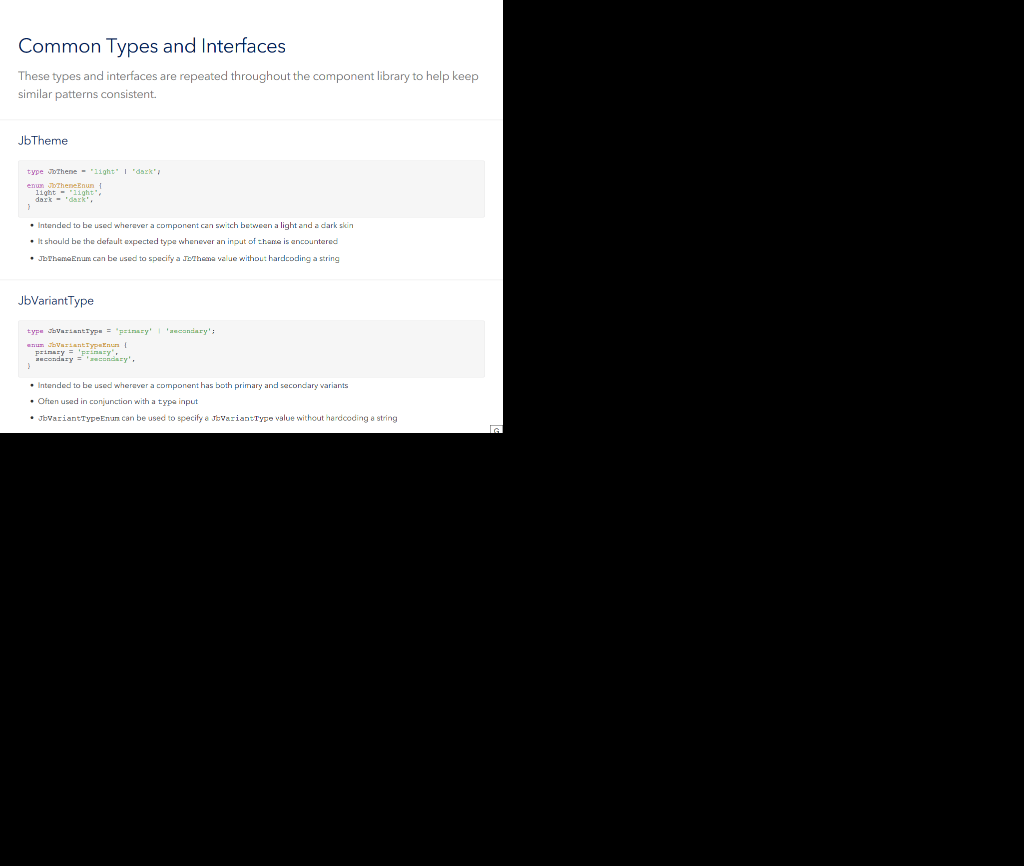 Common Types and Interfaces
These types and interfaces are repeated throughout the component library to help keep
similar patterns consistent.
JbTheme
type JbTheme = 'light' | 'dark';
enum JbThemeEnum {
light = 'light',
dark = 'dark',
}
• Intended to be used wherever a component can switch between a light and a dark skin
• It should be the default expected type whenever an input of theme is encountered
• JbThemeEnum can be used to specify a JbTheme value without hardcoding a string
JbVariantType
type JbVariantType = 'primary' | 'secondary';
enum JbVariantTypeEnum {
primary = 'primary',
secondary = 'secondary',
}
• Intended to be used wherever a component has both primary and secondary variants
• Often used in conjunction with a type input
• JbVariantTypeEnum can be used to specify a JbVariantType value without hardcoding a string
G